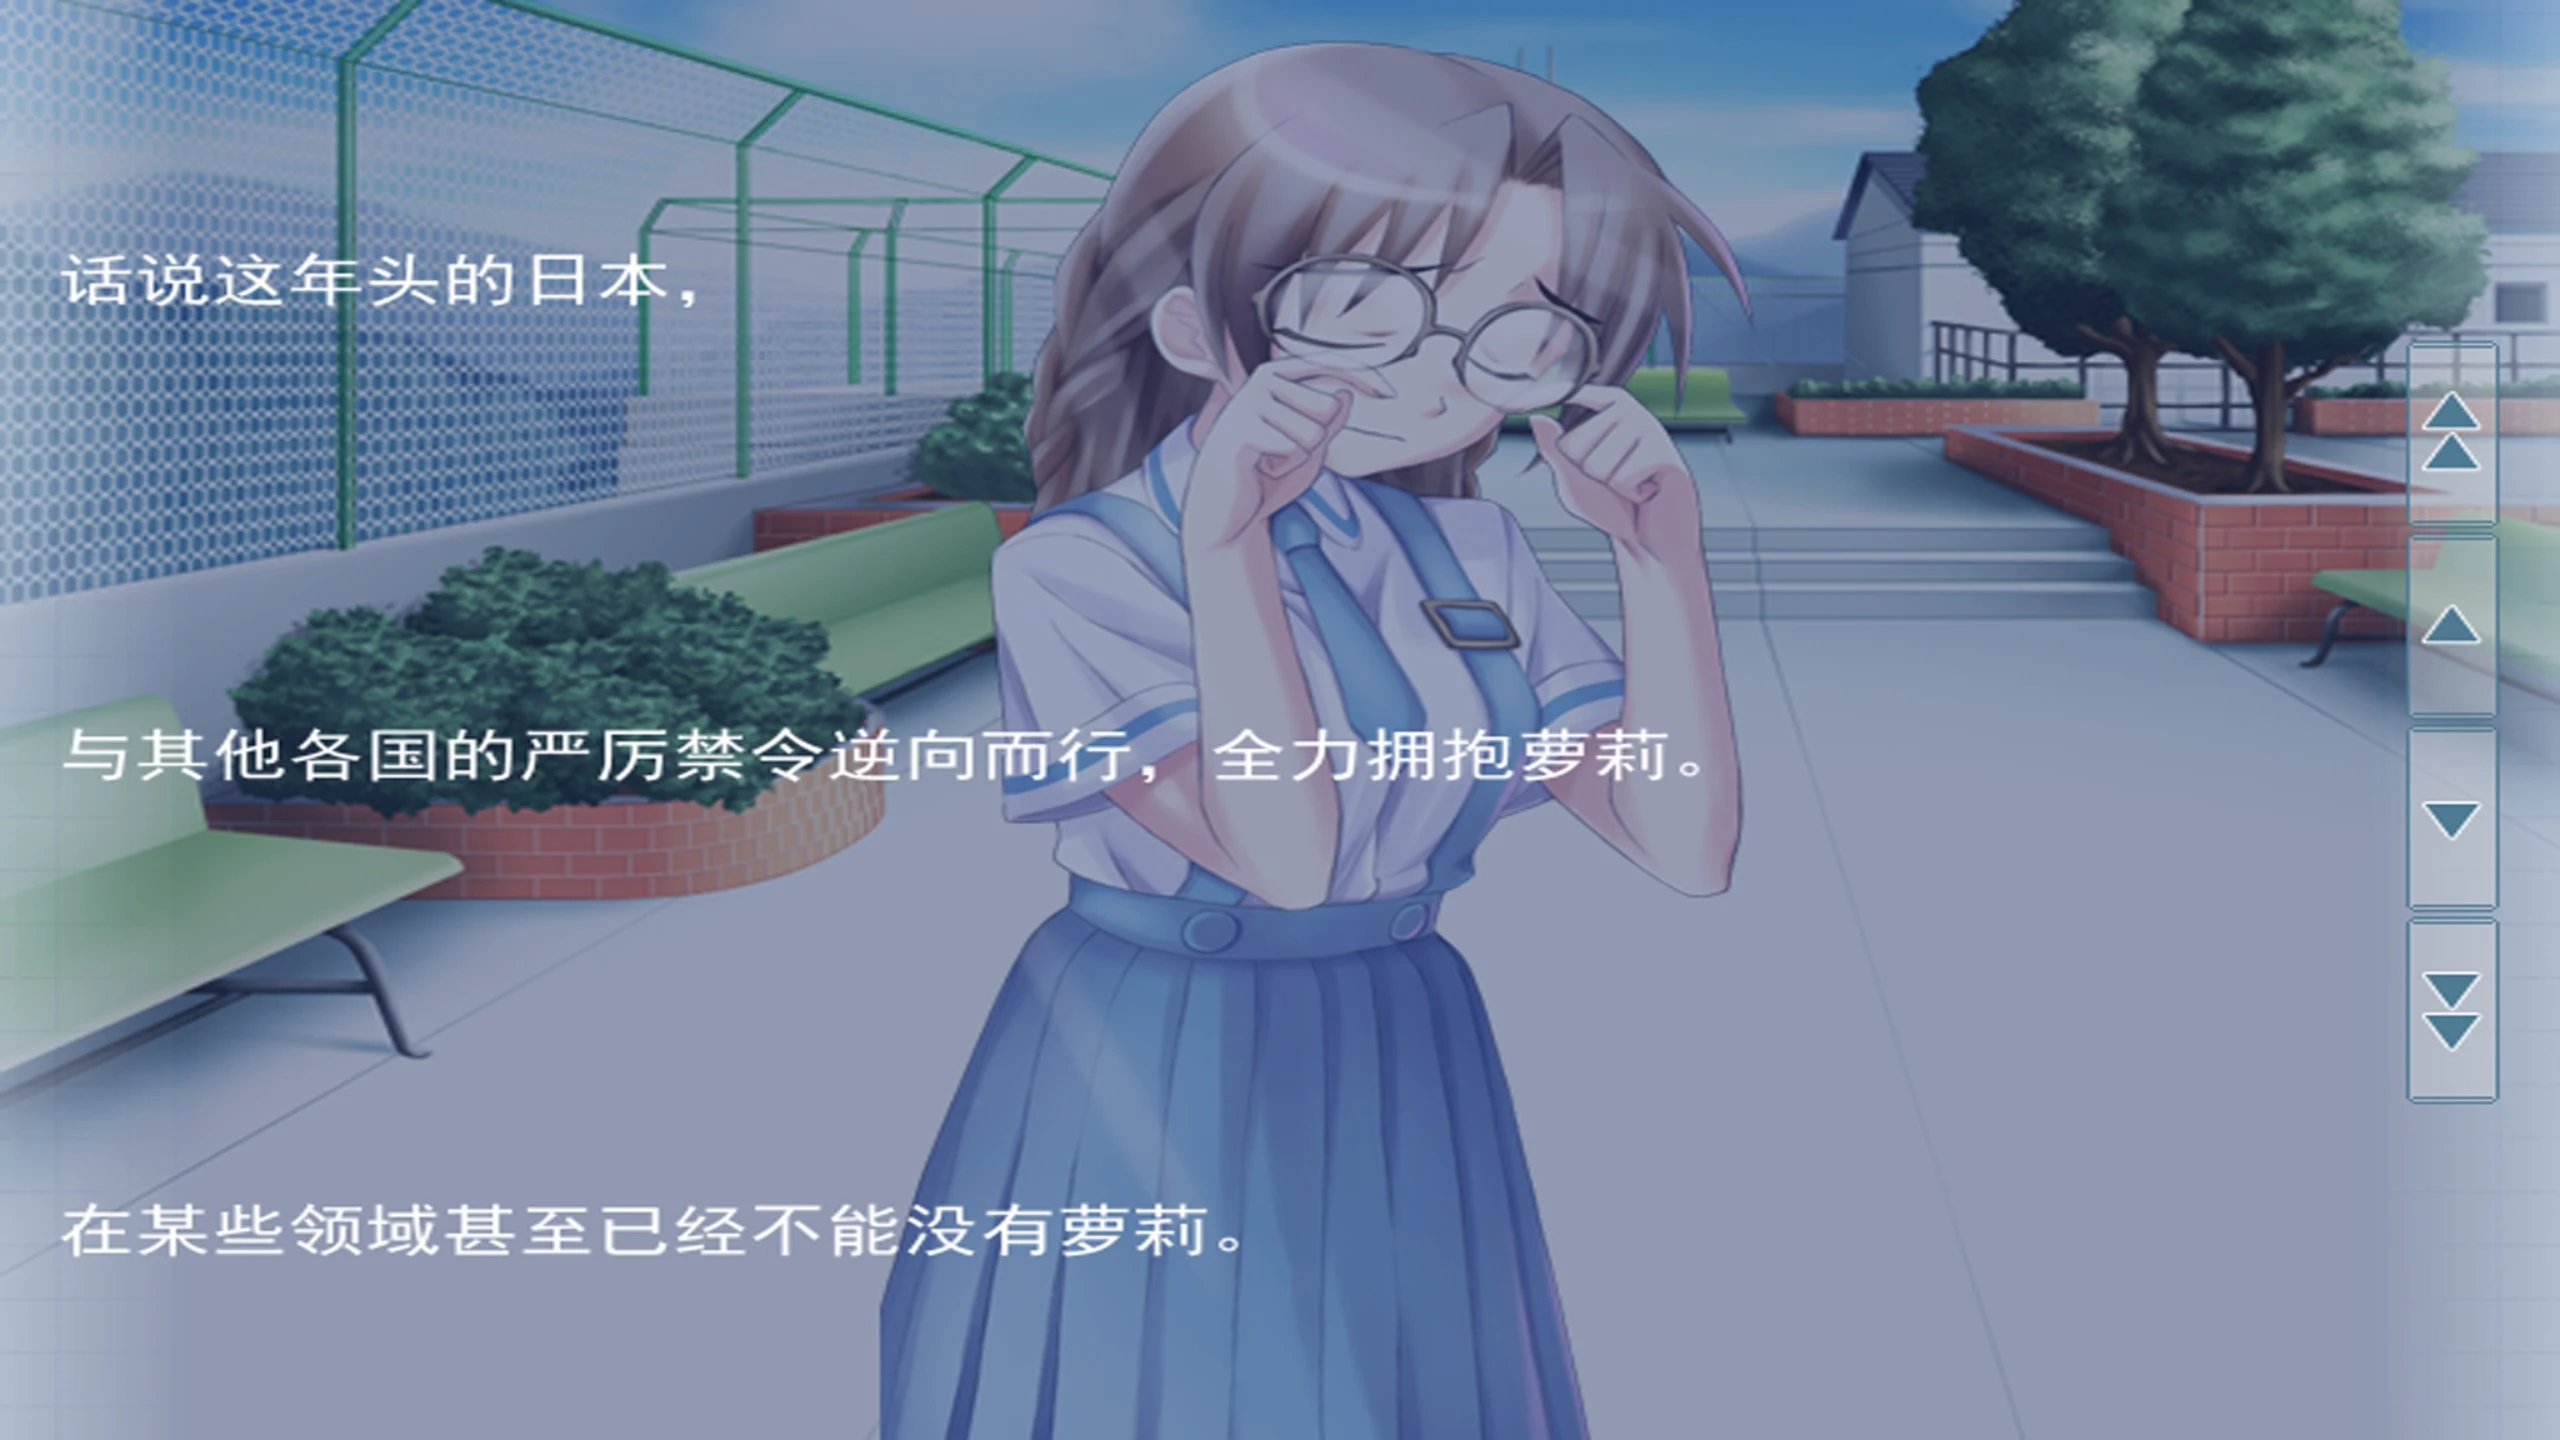 话说这年头的日本，
与其他各国的严厉禁令逆向而行，全力拥抱萝莉。
在某些领域甚至已经不能没有萝莉。